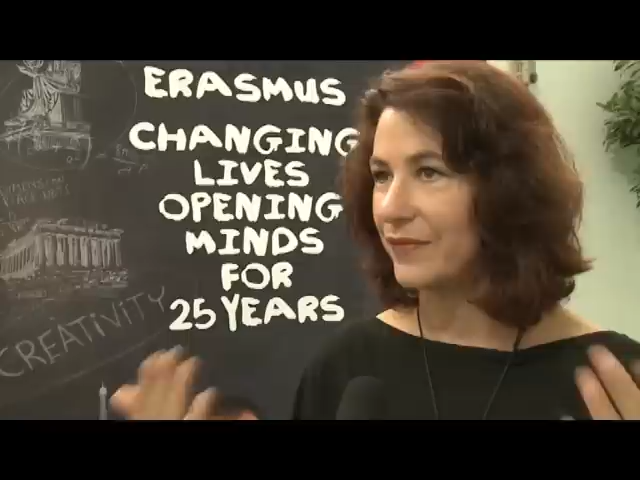 ERASMUS
CHANGING
LIVES
OPENING
MINDS
FOR
25 YEARS
CREATIVITY